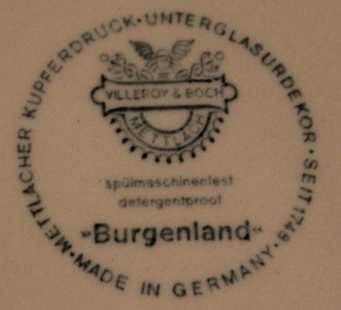 METTLACHER KUPFERDRUCK · UNTERGLASURDEKOR · SEIT 1748 · MADE IN GERMANY ·
VILLEROY & BOCH
METTLACH
spülmaschinenfest
detergentproof
»Burgenland«